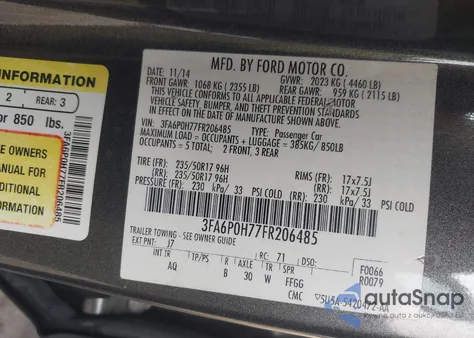 INFORMATION
2 REAR: 3
or 850 lbs.
E OWNERS
MANUAL FOR
ADDITIONAL
FORMATION
3FA6P0H77FR206485
MFD. BY FORD MOTOR CO.
DATE: 11/14
FRONT GAWR: 1068 KG ( 2355 LB)
GVWR: 2023 KG ( 4460 LB)
REAR GAWR: 959 KG ( 2115 LB)
THIS VEHICLE CONFORMS TO ALL APPLICABLE FEDERAL MOTOR
VEHICLE SAFETY, BUMPER, AND THEFT PREVENTION STANDARDS
IN EFFECT ON THE DATE OF MANUFACTURE SHOWN ABOVE.
VIN: 3FA6P0H77FR206485 TYPE: Passenger Car
MAXIMUM LOAD = OCCUPANTS + LUGGAGE = 385KG/ 850LB
OCCUPANTS = 5 TOTAL: 2 FRONT, 3 REAR
TIRE (FR): 235/50R17 96H RIMS (FR): 17x7.5J
(RR): 235/50R17 96H (RR): 17x7.5J
PRESSURE (FR): 230 kPa/ 33 PSI COLD
(RR): 230 kPa/ 33 PSI COLD
3FA6P0H77FR206485
TRAILER TOWING - SEE OWNER GUIDE
EXT PNT: J7 RC: 71 DSO: F0066
R0079
INT TR 1P/PS R AXLE TR SPR
AQ B 30 W FFGG
CMC
autoSnap